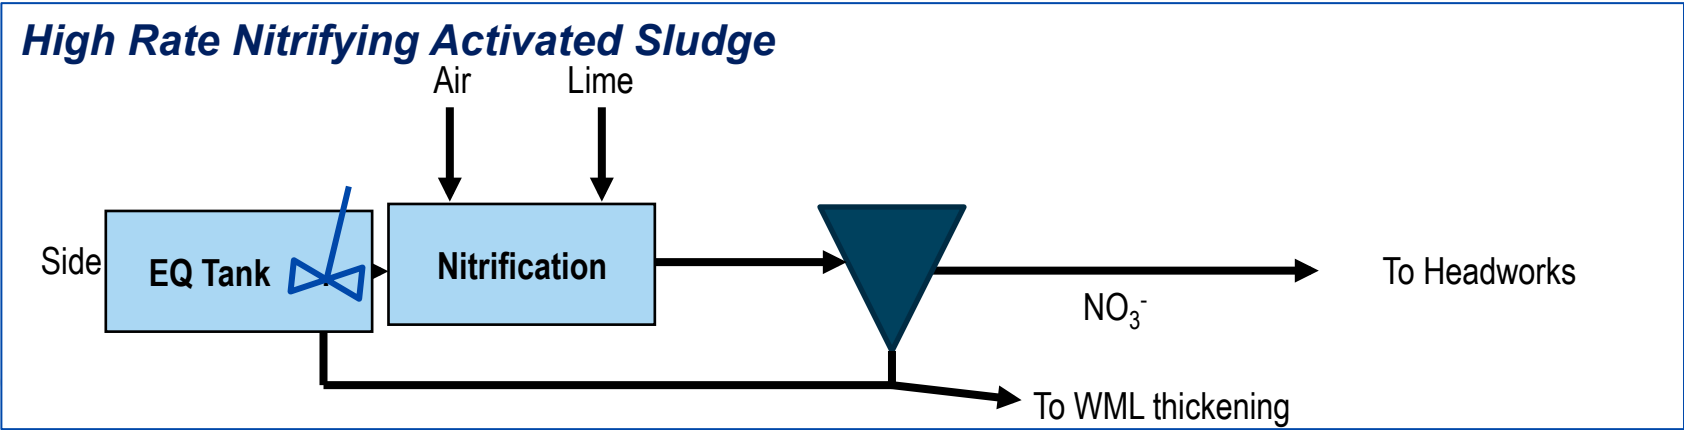 High Rate Nitrifying Activated Sludge
Air
Lime
Side
EQ Tank
Nitrification
To Headworks
NO₃⁻
To WML thickening